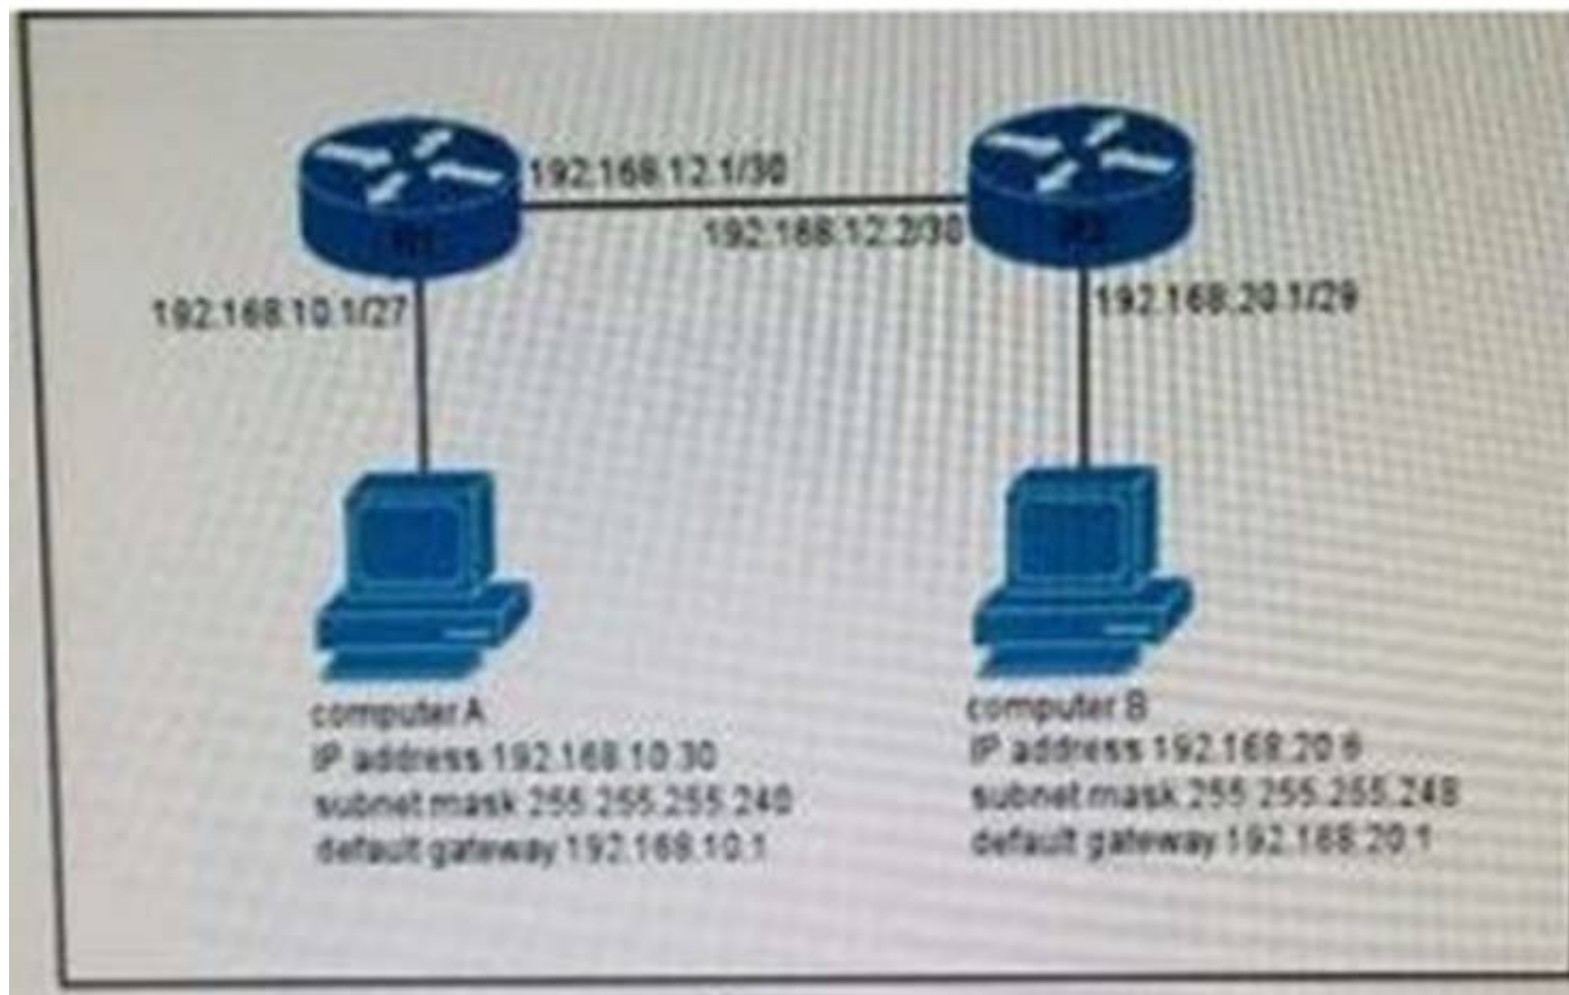 192.168.12.1/30
192.168.12.2/30
R1
R2
192.168.10.1/27
192.168.20.1/29
computer A
IP address 192.168.10.30
subnet mask 255.255.255.240
default gateway 192.168.10.1
computer B
IP address 192.168.20.6
subnet mask 255.255.255.248
default gateway 192.168.20.1